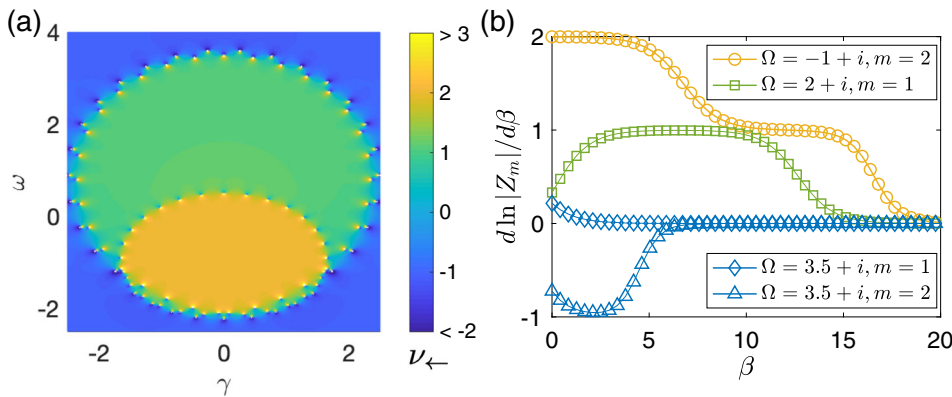 (a)
4
2
0
-2
ω
-2
0
2
γ
> 3
2
1
0
-1
< -2
ν←
(b)
2
1
0
-1
d ln |Z_m|/dβ
0
5
10
15
20
β
Ω = −1 + i, m = 2
Ω = 2 + i, m = 1
Ω = 3.5 + i, m = 1
Ω = 3.5 + i, m = 2